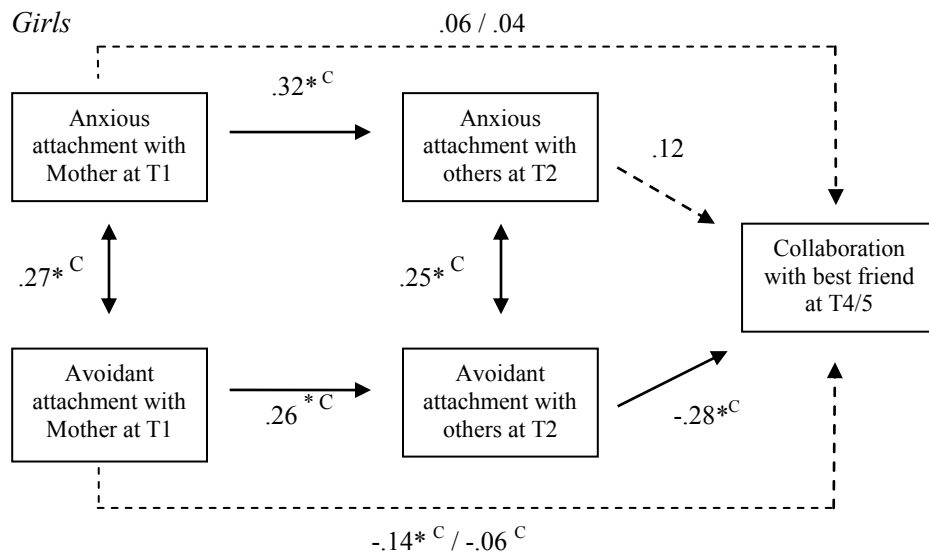 Girls
.06 / .04
.32* C
Anxious
attachment with
Mother at T1
Anxious
attachment with
others at T2
.12
Collaboration
with best friend
at T4/5
.27* C
.25* C
Avoidant
attachment with
Mother at T1
.26 * C
Avoidant
attachment with
others at T2
-.28*C
-.14* C / -.06 C